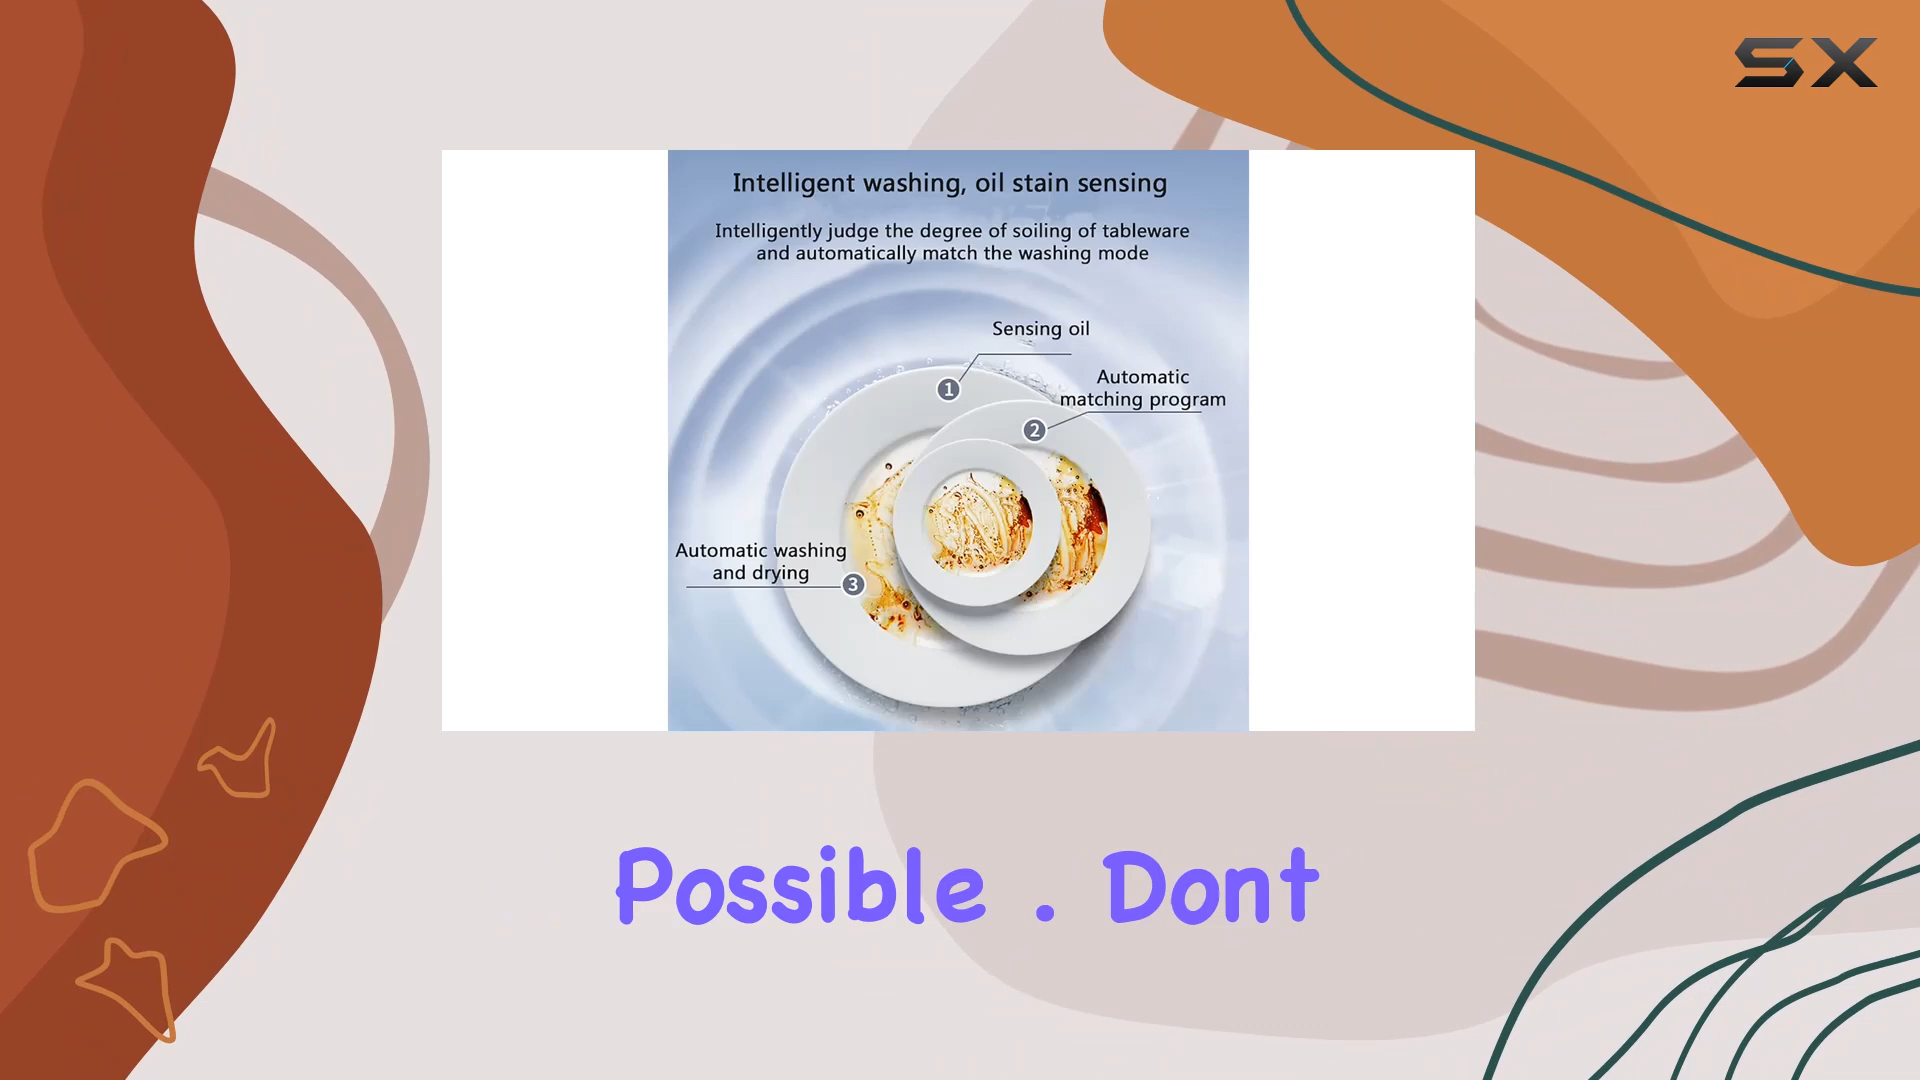 SX
Intelligent washing, oil stain sensing
Intelligently judge the degree of soiling of tableware
and automatically match the washing mode
Sensing oil
1
Automatic
matching program
2
Automatic washing
and drying
3
Possible . Dont